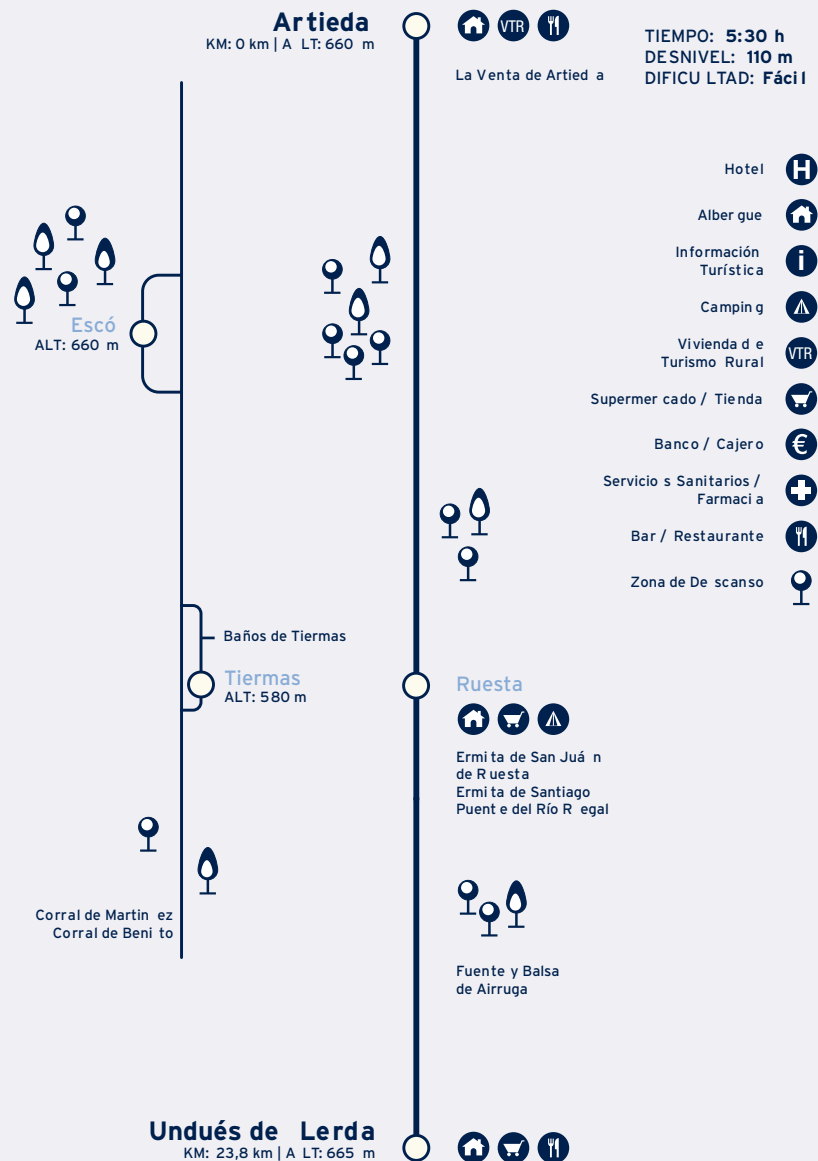 Artieda
KM: 0 km | ALT: 660 m
VTR
La Venta de Artieda
TIEMPO: 5:30 h
DESNIVEL: 110 m
DIFICULTAD: Fácil
Hotel H
Albergue
Información
Turística i
Camping
Vivienda de
Turismo Rural VTR
Supermercado / Tienda
Banco / Cajero €
Servicios Sanitarios /
Farmacia
Bar / Restaurante
Zona de Descanso
Escó
ALT: 660 m
Baños de Tiermas
Tiermas
ALT: 580 m
Ruesta
Ermita de San Juán
de Ruesta
Ermita de Santiago
Puente del Río Regal
Corral de Martinez
Corral de Benito
Fuente y Balsa
de Airruga
Undués de Lerda
KM: 23,8 km | ALT: 665 m